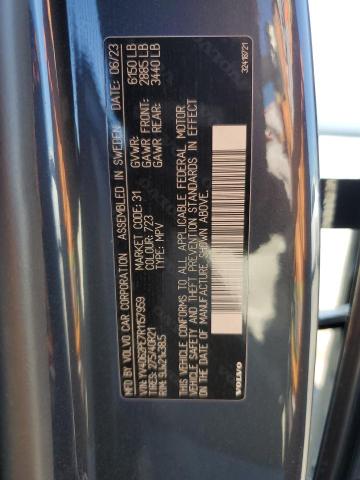 MFD. BY: VOLVO CAR CORPORATION
ASSEMBLED IN SWEDEN DATE: 06/23
MARKET CODE: 31
COLOUR: 723
TYPE: MPV
GVWR: 6150 LB
GAWR FRONT: 2885 LB
GAWR REAR: 3440 LB
THIS VEHICLE CONFORMS TO ALL APPLICABLE FEDERAL MOTOR
VEHICLE SAFETY AND THEFT PREVENTION STANDARDS IN EFFECT
ON THE DATE OF MANUFACTURE SHOWN ABOVE.
VOLVO
32418721